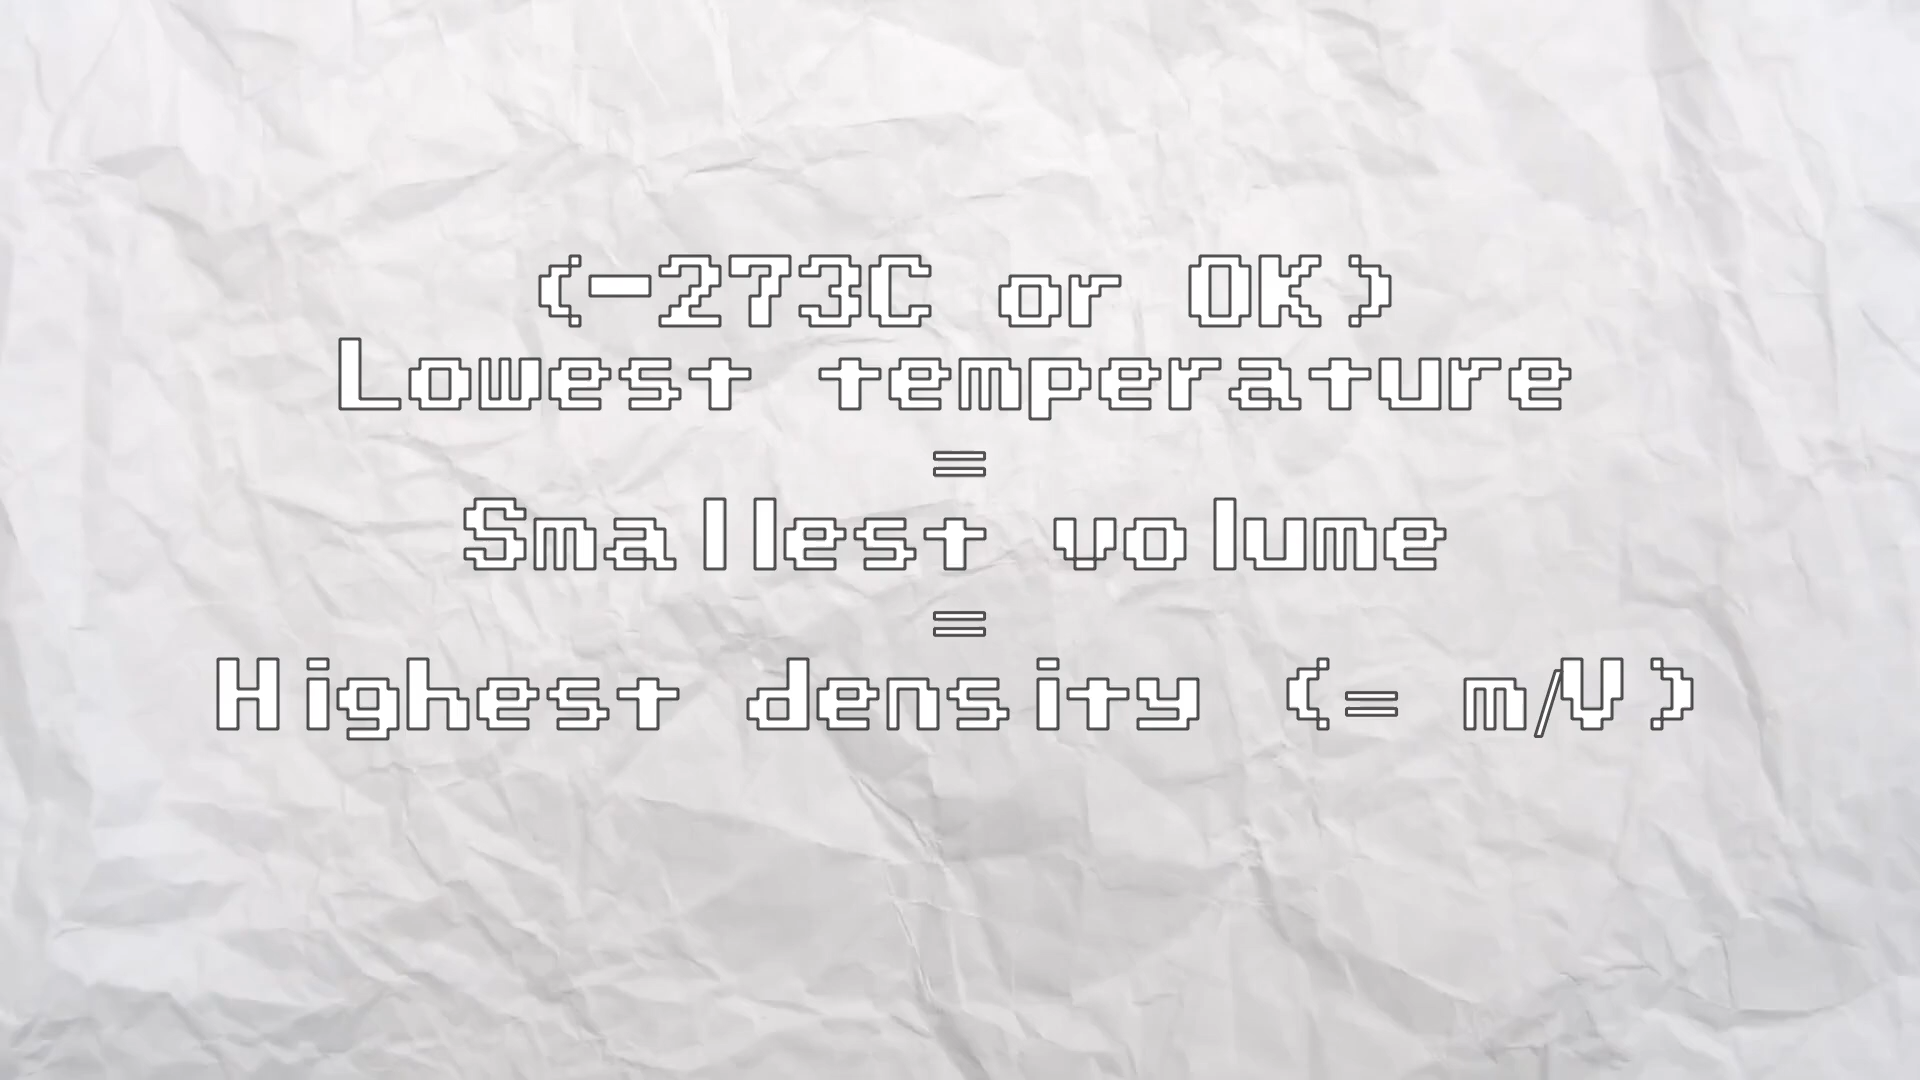 (-273C or 0K)
Lowest temperature
=
Smallest volume
=
Highest density (= m/V)